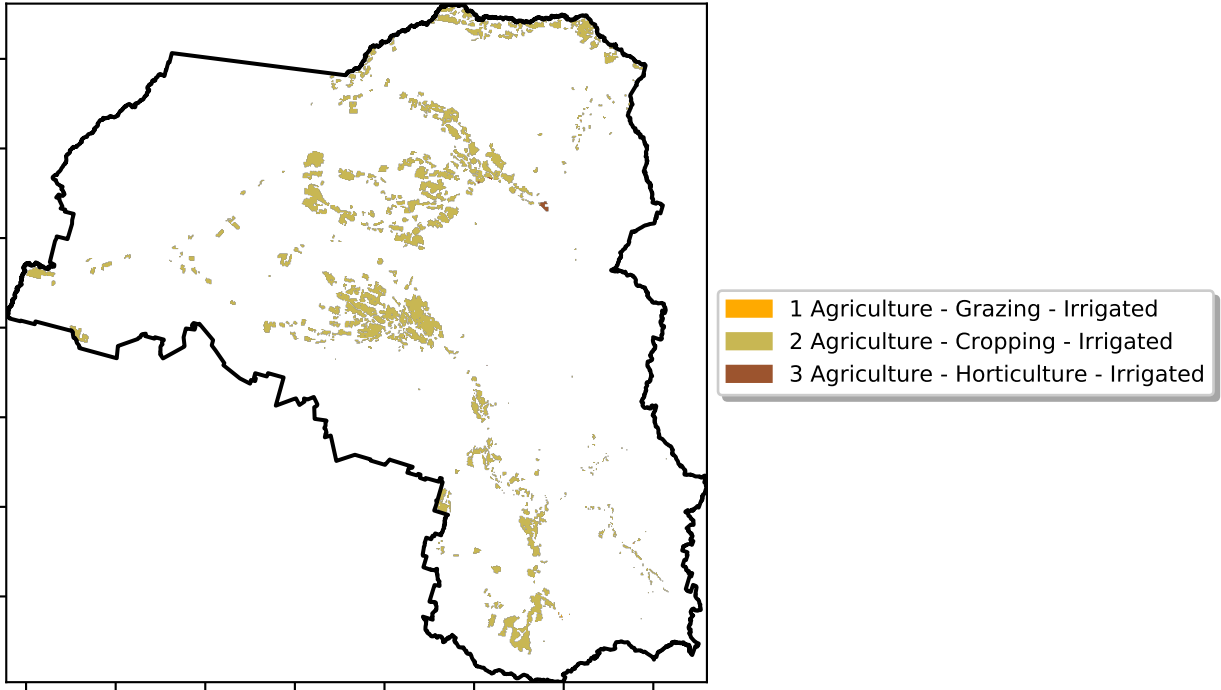 1 Agriculture - Grazing - Irrigated
2 Agriculture - Cropping - Irrigated
3 Agriculture - Horticulture - Irrigated